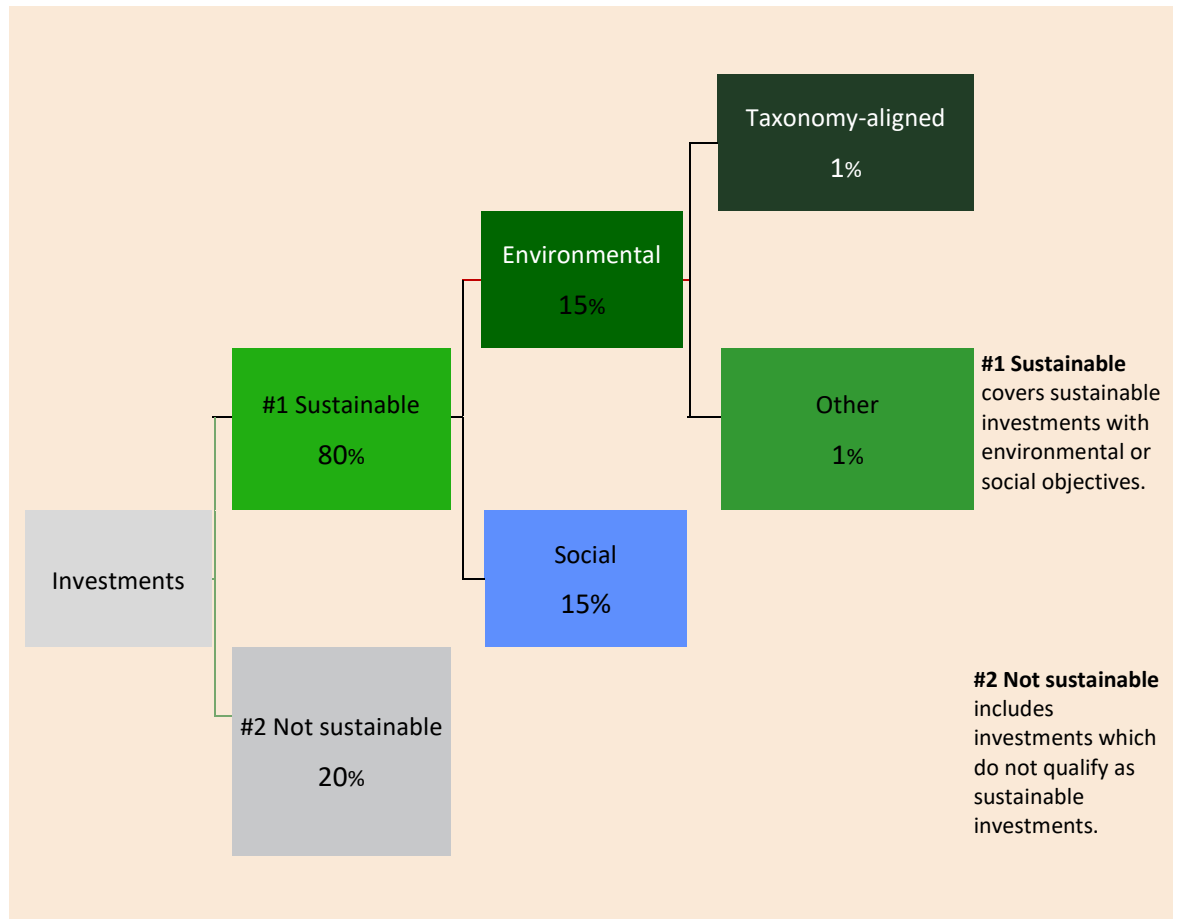 Taxonomy-aligned
1%
Environmental
15%
#1 Sustainable
80%
Other
1%
#1 Sustainable
covers sustainable
investments with
environmental or
social objectives.
Investments
Social
15%
#2 Not sustainable
20%
#2 Not sustainable
includes
investments which
do not qualify as
sustainable
investments.